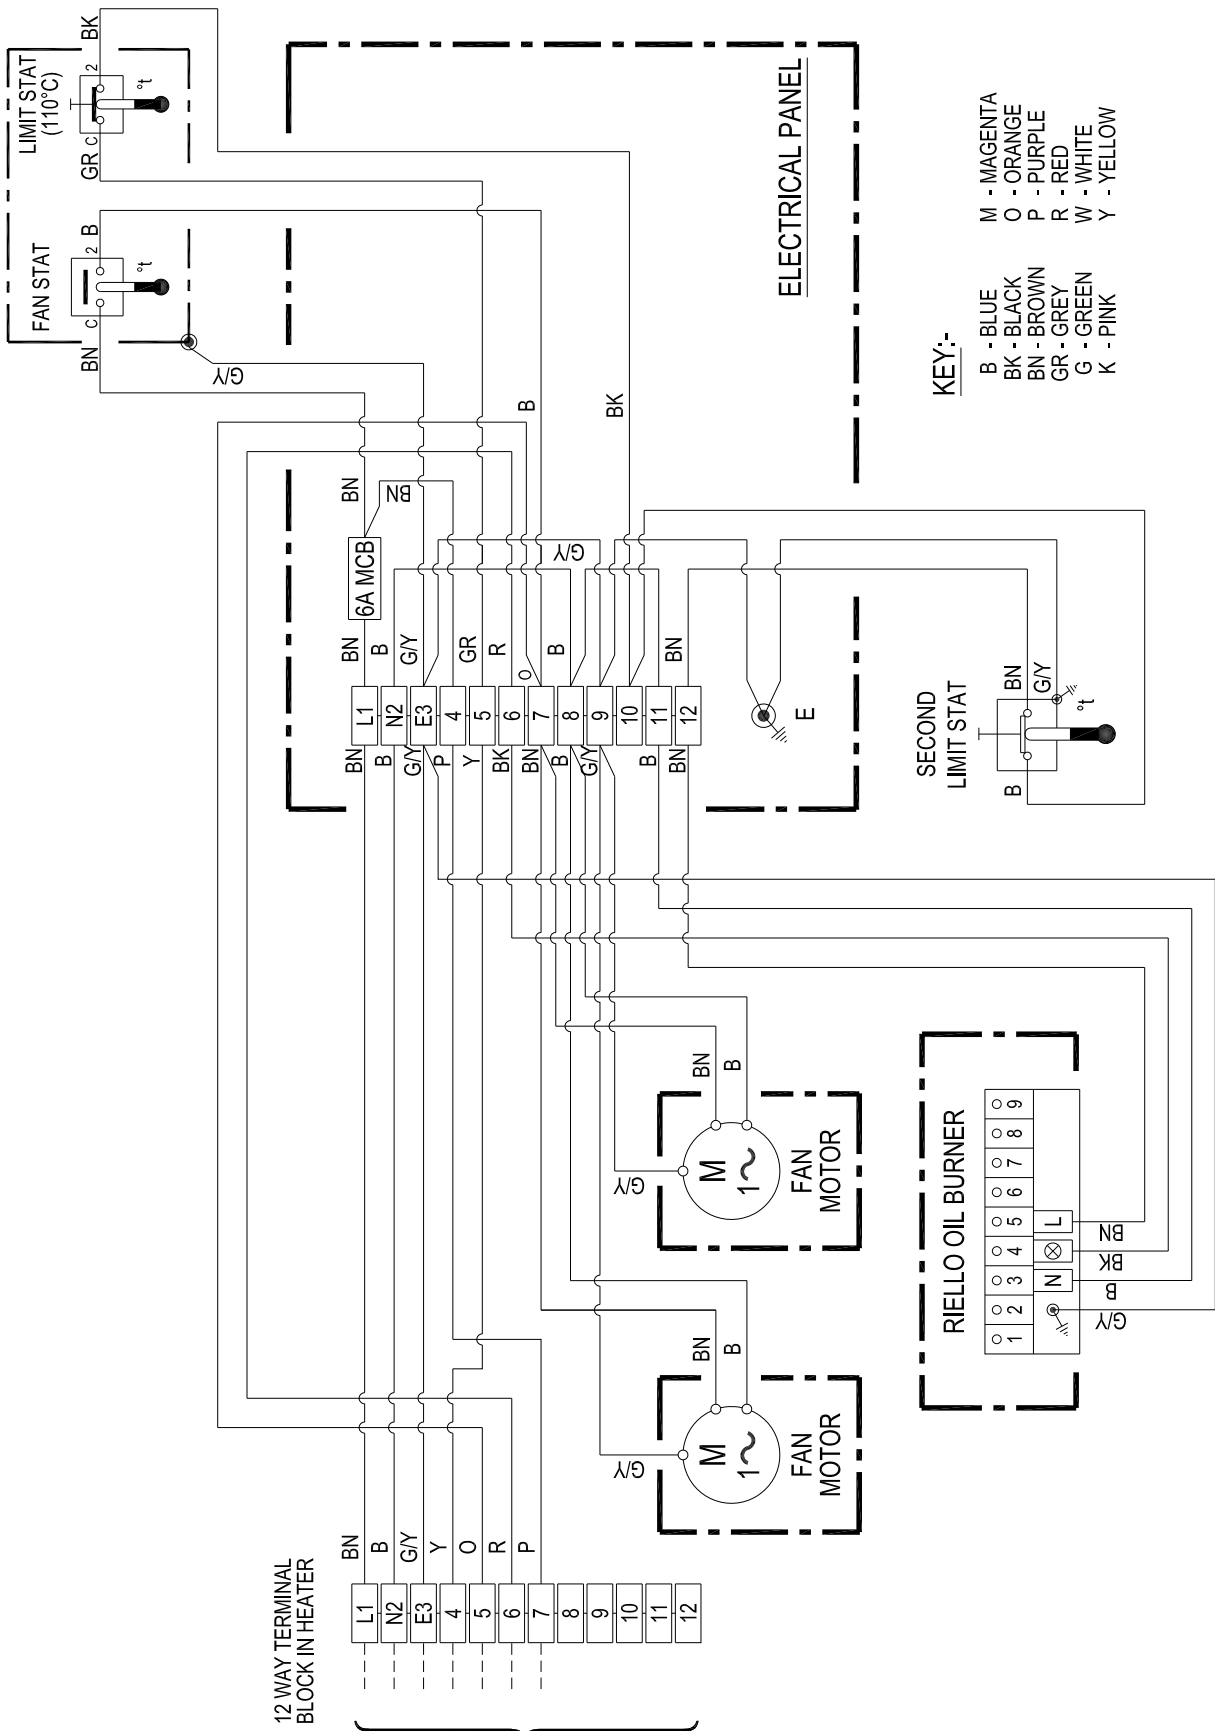 12 WAY TERMINAL
BLOCK IN HEATER
L1
N2
E3
4
5
6
7
8
9
10
11
12
BN
B
G/Y
Y
O
R
P
FAN
MOTOR
M
1~
G/Y
BN
B
FAN
MOTOR
M
1~
G/Y
BN
B
RIELLO OIL BURNER
1
2
3
4
5
6
7
8
9
N
L
G/Y
B
BK
BN
BN
B
G/Y
P
Y
BK
BN
B
G/Y
B
BN
L1
N2
E3
4
5
6
7
8
9
10
11
12
BN
B
G/Y
GR
R
O
B
BN
6A MCB
BN
BN
G/Y
B
BK
E
SECOND
LIMIT STAT
B
BN
G/Y
°t
ELECTRICAL PANEL
FAN STAT
BN
C
2
B
°t
G/Y
LIMIT STAT
(110°C)
GR
C
2
BK
°t
KEY:-
B - BLUE
BK - BLACK
BN - BROWN
GR - GREY
G - GREEN
K - PINK
M - MAGENTA
O - ORANGE
P - PURPLE
R - RED
W - WHITE
Y - YELLOW